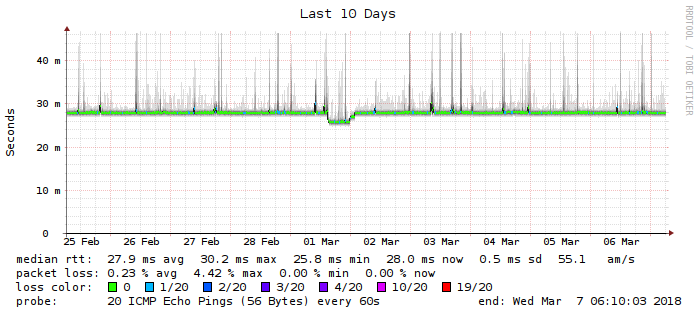 Last 10 Days
RRDTOOL / TOBI OETIKER
Seconds
40 m
30 m
20 m
10 m
0
25 Feb 26 Feb 27 Feb 28 Feb 01 Mar 02 Mar 03 Mar 04 Mar 05 Mar 06 Mar
median rtt: 27.9 ms avg 30.2 ms max 25.8 ms min 28.0 ms now 0.5 ms sd 55.1 am/s
packet loss: 0.23 % avg 4.42 % max 0.00 % min 0.00 % now
loss color: 0 1/20 2/20 3/20 4/20 10/20 19/20
probe: 20 ICMP Echo Pings (56 Bytes) every 60s end: Wed Mar 7 06:10:03 2018